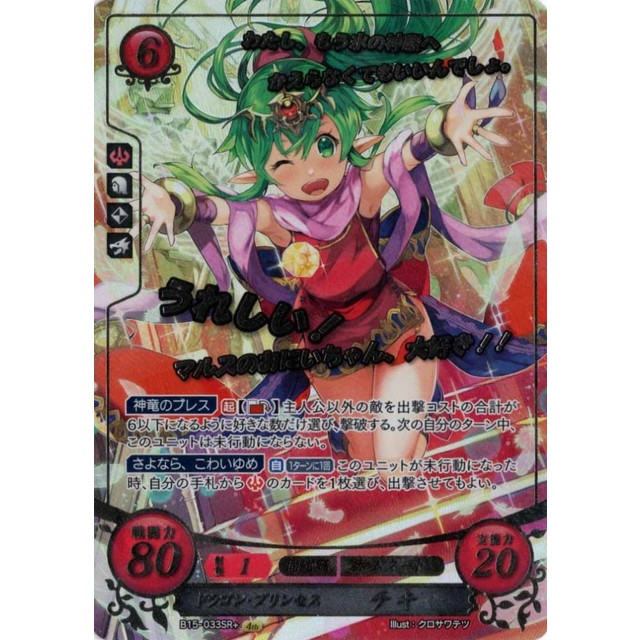 6
わたし、もう氷の神殿へ
かえらなくてもいいんでしょ。
うれしい!
マルスのおにいちゃん、大好き!!
神竜のブレス 起【】主人公以外の敵を出撃コストの合計が
6以下になるように好きな数だけ選び、撃破する。次の自分のターン中、
このユニットは未行動にならない。
さよなら、こわいゆめ 自 1ターンに1回 このユニットが未行動になった
時、自分の手札から のカードを1枚選び、出撃させてもよい。
戦闘力
80
射程 1
支援力
20
ドラゴン・プリンセス チキ
B15-033SR+ 4th Illust:クロサワテツ